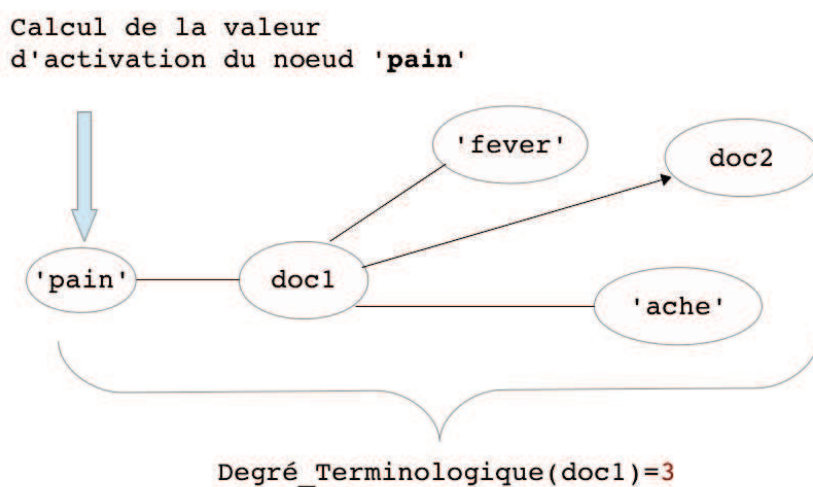 Calcul de la valeur
d'activation du noeud 'pain'
'fever'
doc2
'pain'
doc1
'ache'
Degré_Terminologique(doc1)=3